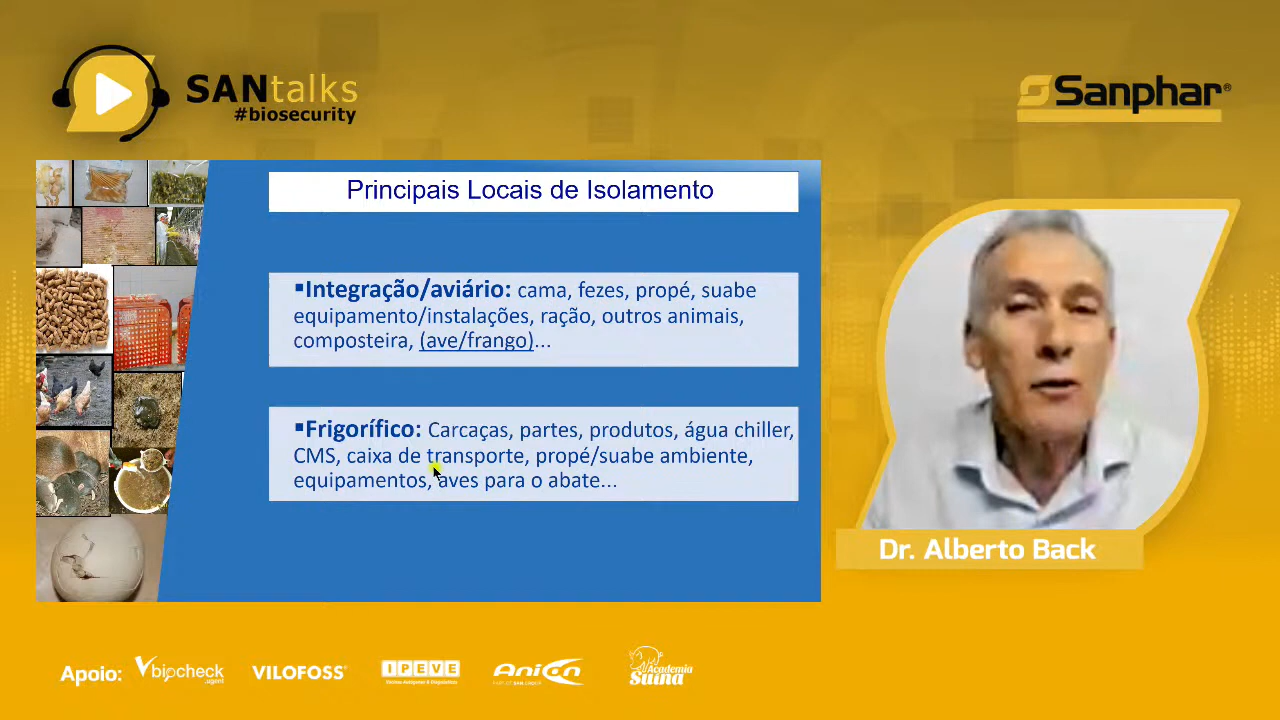 SANtalks
#biosecurity
Sanphar®
Principais Locais de Isolamento
▪Integração/aviário: cama, fezes, propé, suabe
equipamento/instalações, ração, outros animais,
composteira, (ave/frango)...
▪Frigorífico: Carcaças, partes, produtos, água chiller,
CMS, caixa de transporte, propé/suabe ambiente,
equipamentos, aves para o abate...
Dr. Alberto Back
Apoio:
biocheck
.ugent
VILOFOSS®
IPEVE
Anicon
Academia
Suína